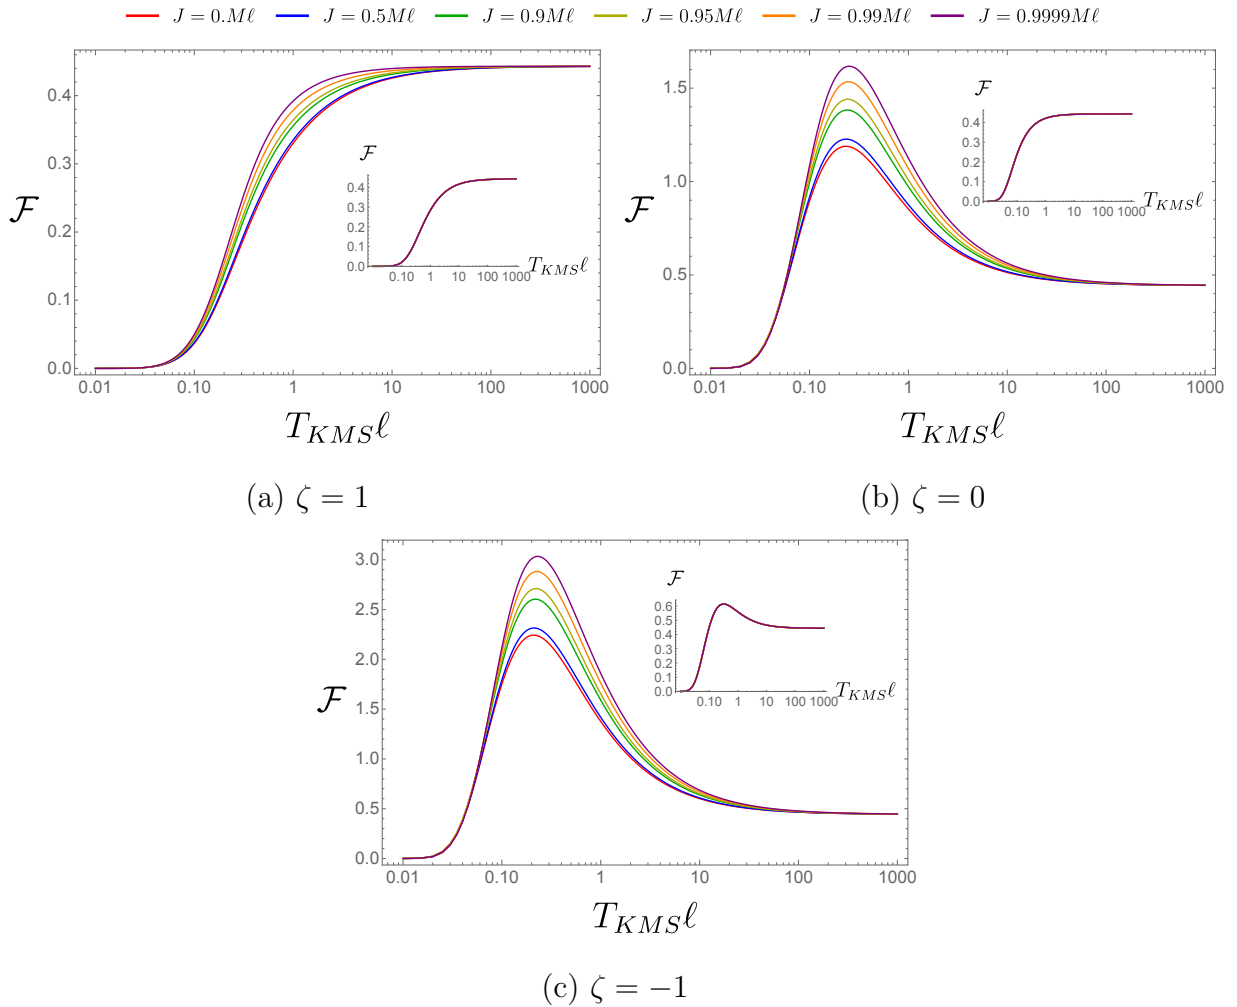 J = 0.Mℓ J = 0.5Mℓ J = 0.9Mℓ J = 0.95Mℓ J = 0.99Mℓ J = 0.9999Mℓ
ℱ
0.4
0.3
0.2
0.1
0.0
0.01 0.10 1 10 100 1000
T_{KMS}ℓ
ℱ
0.4
0.3
0.2
0.1
0.0
0.10 1 10 100 1000
T_{KMS}ℓ
(a) ζ = 1
ℱ
1.5
1.0
0.5
0.0
0.01 0.10 1 10 100 1000
T_{KMS}ℓ
ℱ
0.4
0.3
0.2
0.1
0.0
0.10 1 10 100 1000
T_{KMS}ℓ
(b) ζ = 0
ℱ
3.0
2.5
2.0
1.5
1.0
0.5
0.0
0.01 0.10 1 10 100 1000
T_{KMS}ℓ
ℱ
0.6
0.5
0.4
0.3
0.2
0.1
0.0
0.10 1 10 100 1000
T_{KMS}ℓ
(c) ζ = −1